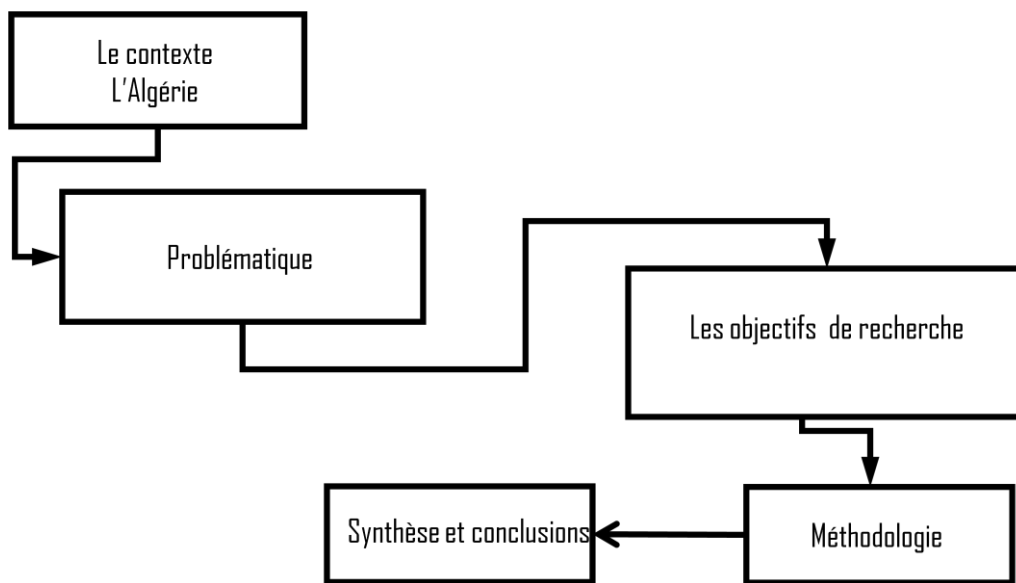 Le contexte
L'Algérie
Problématique
Les objectifs de recherche
Méthodologie
Synthèse et conclusions